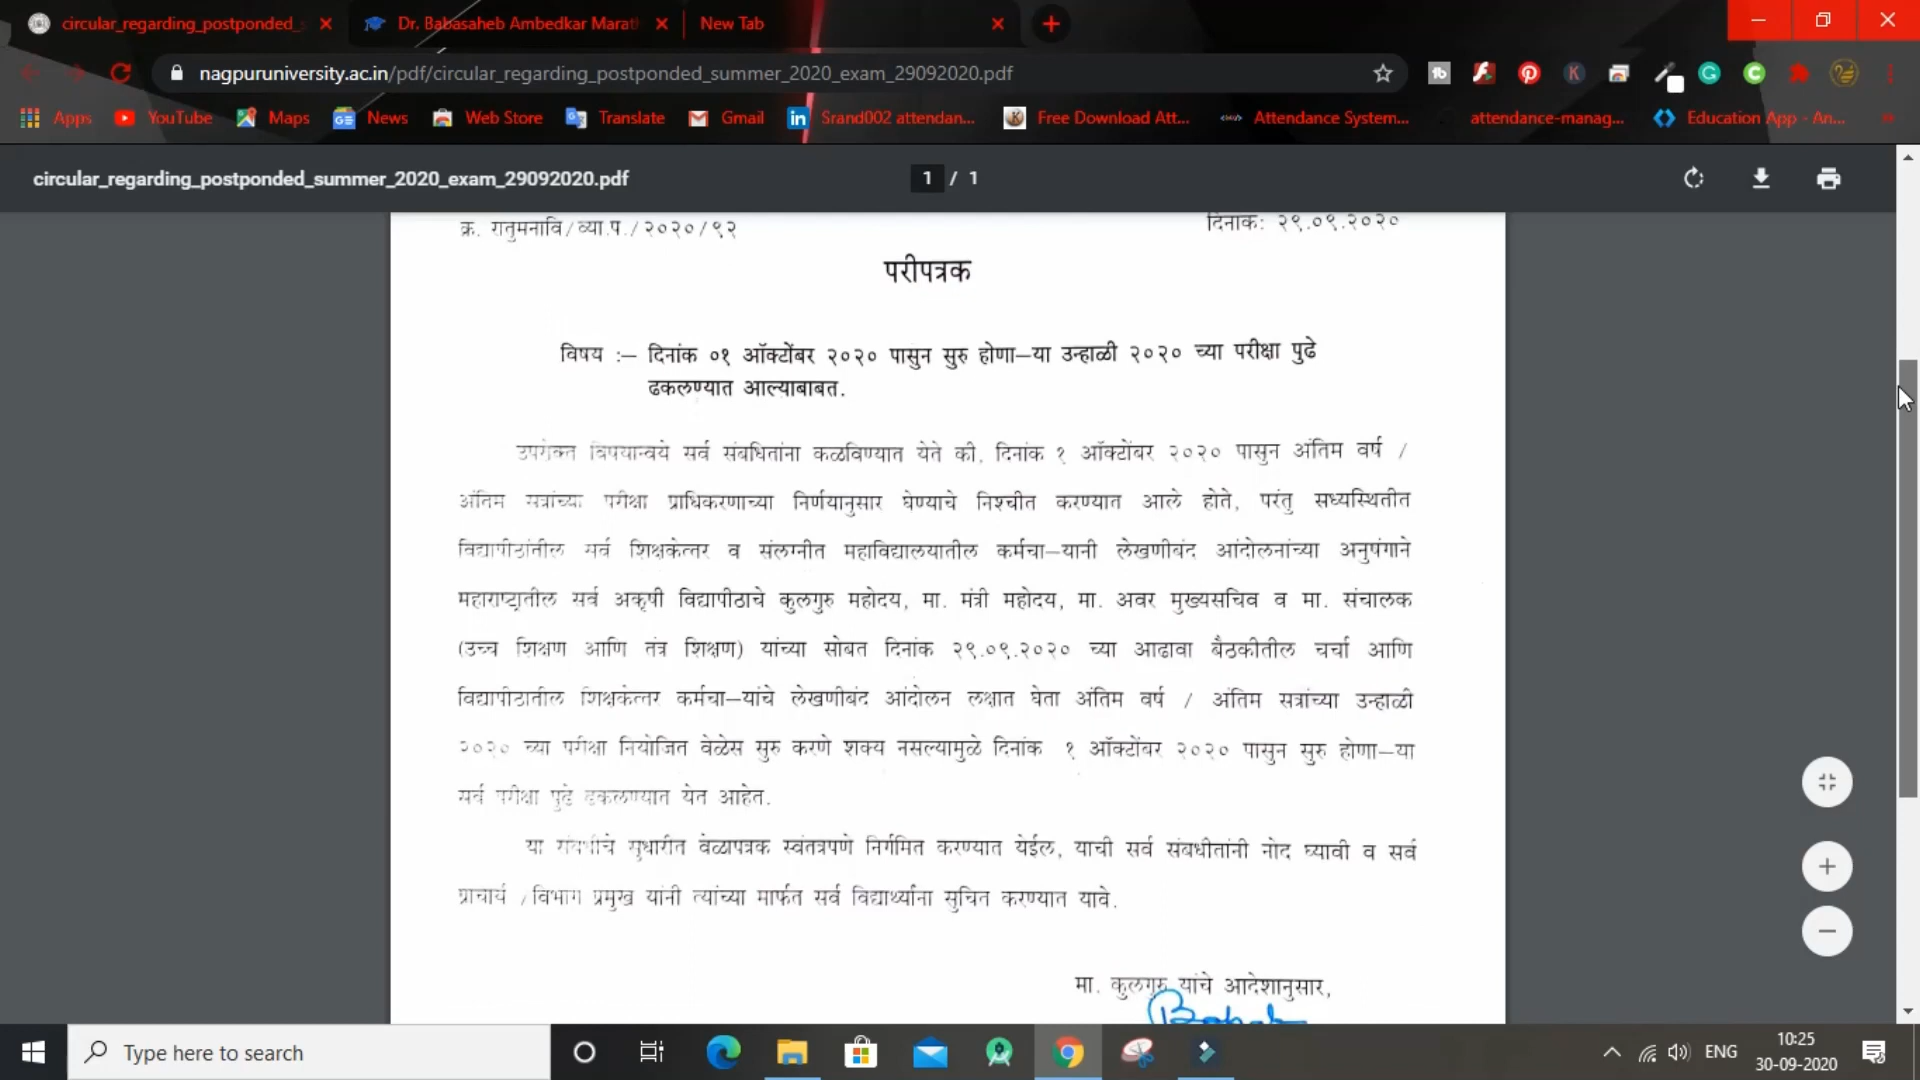 circular_regarding_postponded_s
Dr. Babasaheb Ambedkar Marat
New Tab
nagpuruniversity.ac.in/pdf/circular_regarding_postponded_summer_2020_exam_29092020.pdf
Apps YouTube Maps News Web Store Translate Gmail Srand002 attendan... Free Download Att... Attendance System... attendance-manag... Education App - An...
circular_regarding_postponded_summer_2020_exam_29092020.pdf 1 / 1
क्र. रातुमनावि/व्या.प./२०२०/९२ दिनांक: २९.०९.२०२०
परीपत्रक
विषय :— दिनांक ०१ ऑक्टोंबर २०२० पासुन सुरु होणा—या उन्हाळी २०२० च्या परीक्षा पुढे
ढकलण्यात आल्याबाबत.
उपरोक्त विषयान्वये सर्व संबधितांना कळविण्यात येते की, दिनांक १ ऑक्टोंबर २०२० पासुन अंतिम वर्ष /
अंतिम सत्रांच्या परीक्षा प्राधिकरणाच्या निर्णयानुसार घेण्याचे निश्चीत करण्यात आले होते, परंतु सध्यस्थितीत
विद्यापीठांतील सर्व शिक्षकेत्तर व संलग्नीत महाविद्यालयातील कर्मचा—यानी लेखणीबंद आंदोलनांच्या अनुषंगाने
महाराष्ट्रातील सर्व अकृषी विद्यापीठाचे कुलगुरु महोदय, मा. मंत्री महोदय, मा. अवर मुख्यसचिव व मा. संचालक
(उच्च शिक्षण आणि तंत्र शिक्षण) यांच्या सोबत दिनांक २९.०९.२०२० च्या आढावा बैठकीतील चर्चा आणि
विद्यापीठातील शिक्षकेत्तर कर्मचा—यांचे लेखणीबंद आंदोलन लक्षात घेता अंतिम वर्ष / अंतिम सत्रांच्या उन्हाळी
२०२० च्या परीक्षा नियोजित वेळेस सुरु करणे शक्य नसल्यामुळे दिनांक १ ऑक्टोंबर २०२० पासुन सुरु होणा—या
सर्व परीक्षा पुढे ढकलण्यात येत आहेत.
या संबधीचे सुधारीत वेळापत्रक स्वंतत्रपणे निर्गमित करण्यात येईल, याची सर्व संबधीतांनी नोद घ्यावी व सर्व
प्राचार्य / विभाग प्रमुख यांनी त्यांच्या मार्फत सर्व विद्यार्थ्यांना सुचित करण्यात यावे.
मा. कुलगुरु यांचे आदेशानुसार,
Type here to search
ENG
10:25
30-09-2020